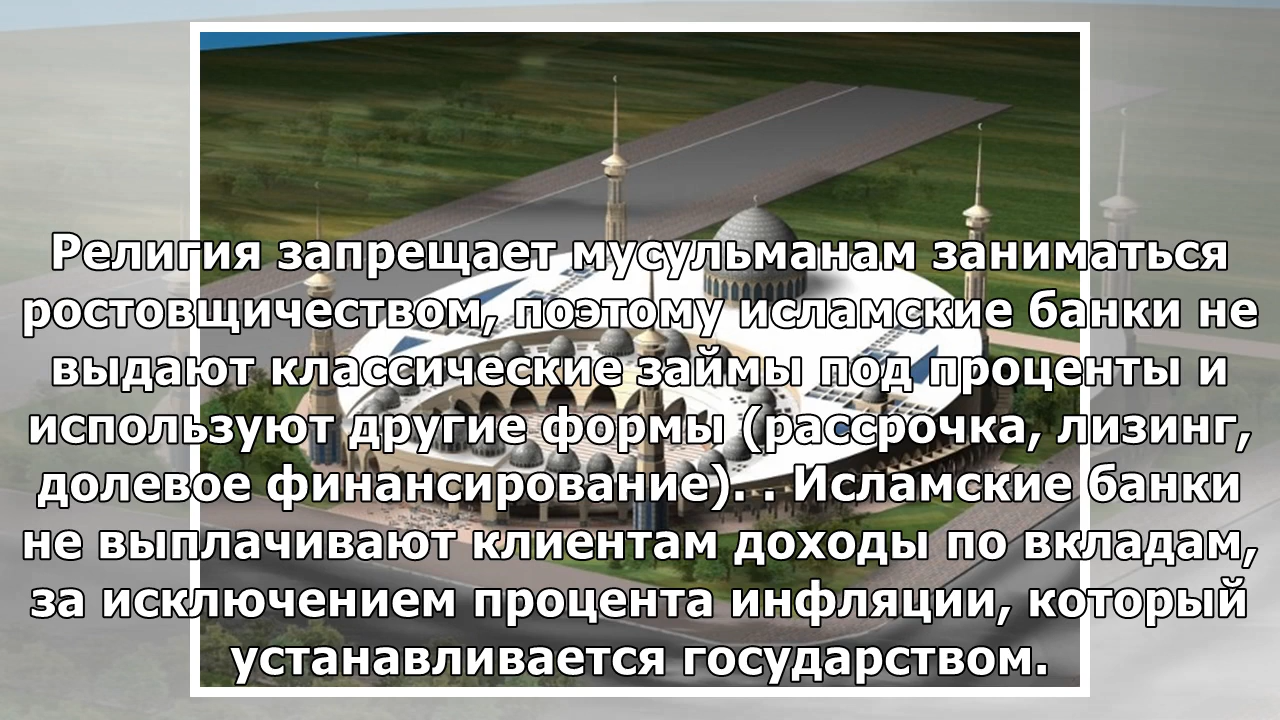 Религия запрещает мусульманам заниматься
ростовщичеством, поэтому исламские банки не
выдают классические займы под проценты и
используют другие формы (рассрочка, лизинг,
долевое финансирование). . Исламские банки
не выплачивают клиентам доходы по вкладам,
за исключением процента инфляции, который
устанавливается государством.